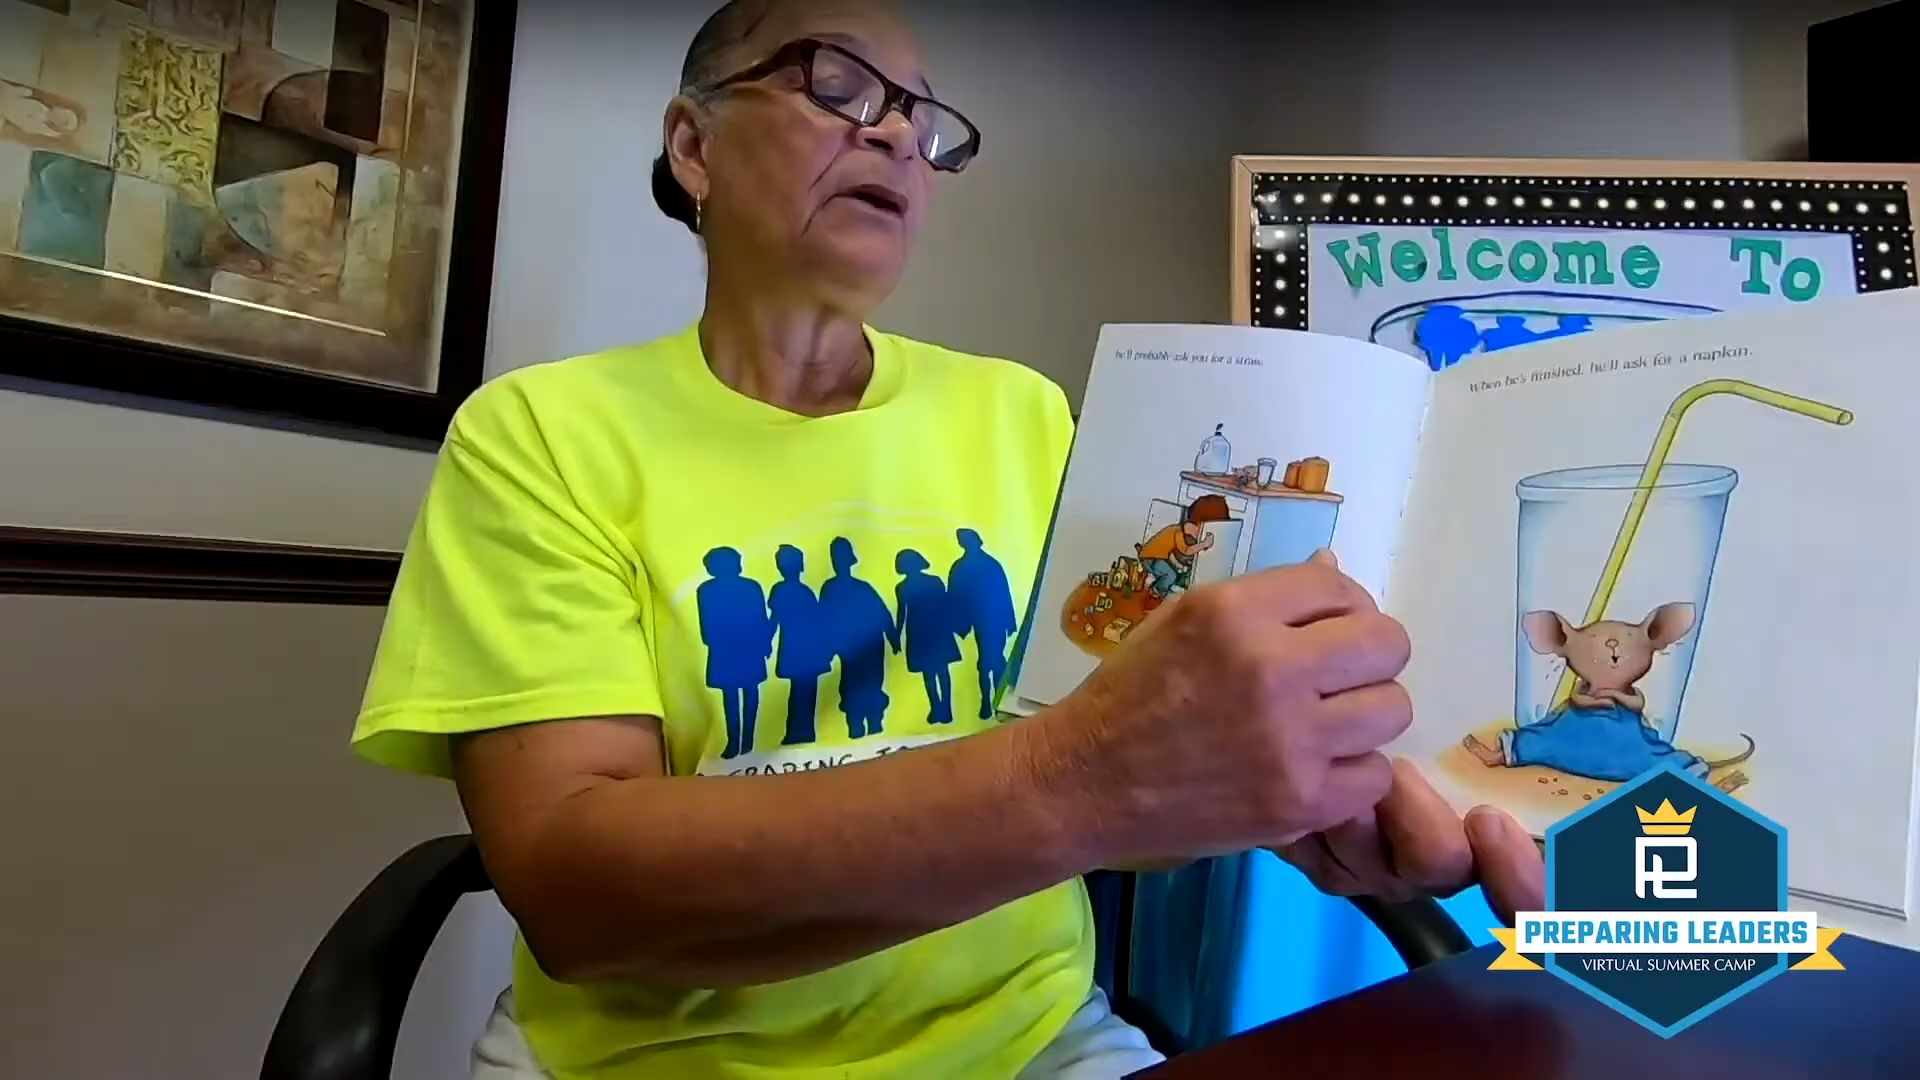 Welcome To
he'll probably ask you for a straw.
When he's finished, he'll ask for a napkin.
PREPARING LEADERS
VIRTUAL SUMMER CAMP